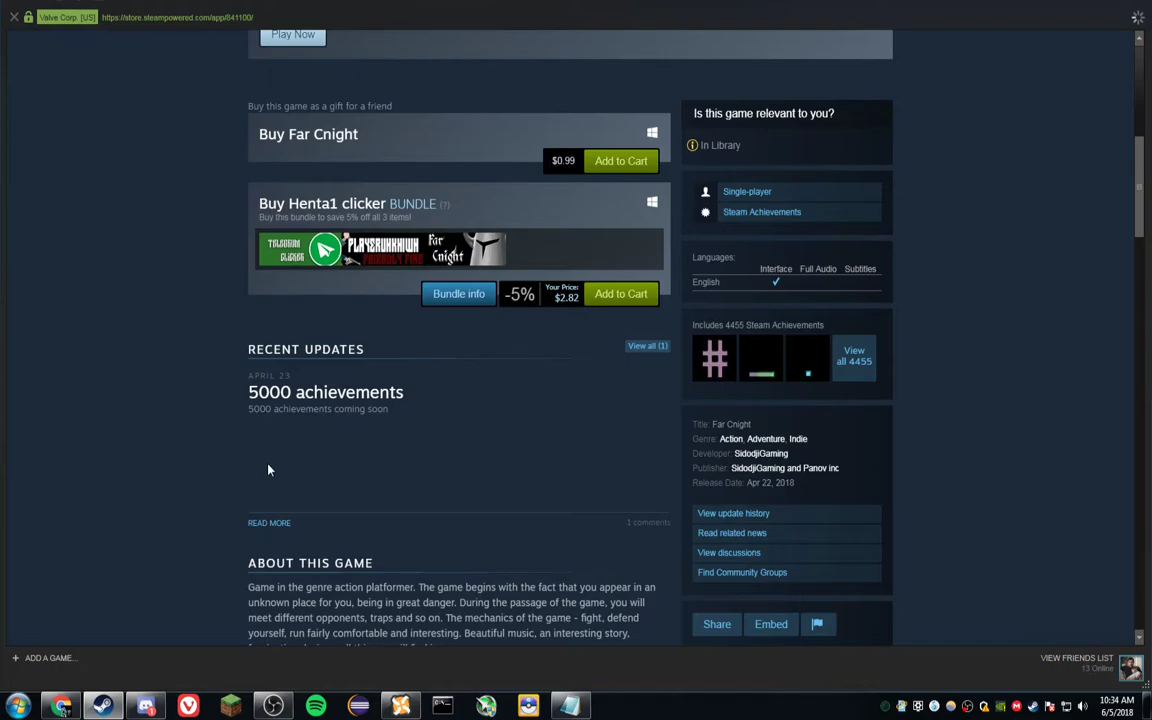 Valve Corp. [US] https://store.steampowered.com/app/841100/
Play Now
Buy this game as a gift for a friend
Buy Far Cnight
$0.99 Add to Cart
Buy Henta1 clicker BUNDLE (?)
Buy this bundle to save 5% off all 3 items!
TELEGRAM
CLICKER
PLAYERUNKN1WN
FRIENDLY FIRE
Far
Cnight
Bundle info -5% Your Price:
$2.82 Add to Cart
RECENT UPDATES View all (1)
APRIL 23
5000 achievements
5000 achievements coming soon
READ MORE 1 comments
ABOUT THIS GAME
Game in the genre action platformer. The game begins with the fact that you appear in an
unknown place for you, being in great danger. During the passage of the game, you will
meet different opponents, traps and so on. The mechanics of the game - fight, defend
yourself, run fairly comfortable and interesting. Beautiful music, an interesting story,
Is this game relevant to you?
In Library
Single-player
Steam Achievements
Languages:
Interface Full Audio Subtitles
English ✓
Includes 4455 Steam Achievements
View
all 4455
Title: Far Cnight
Genre: Action, Adventure, Indie
Developer: SidodjiGaming
Publisher: SidodjiGaming and Panov inc
Release Date: Apr 22, 2018
View update history
Read related news
View discussions
Find Community Groups
Share Embed
+ ADD A GAME...
VIEW FRIENDS LIST
13 Online
10:34 AM
6/5/2018